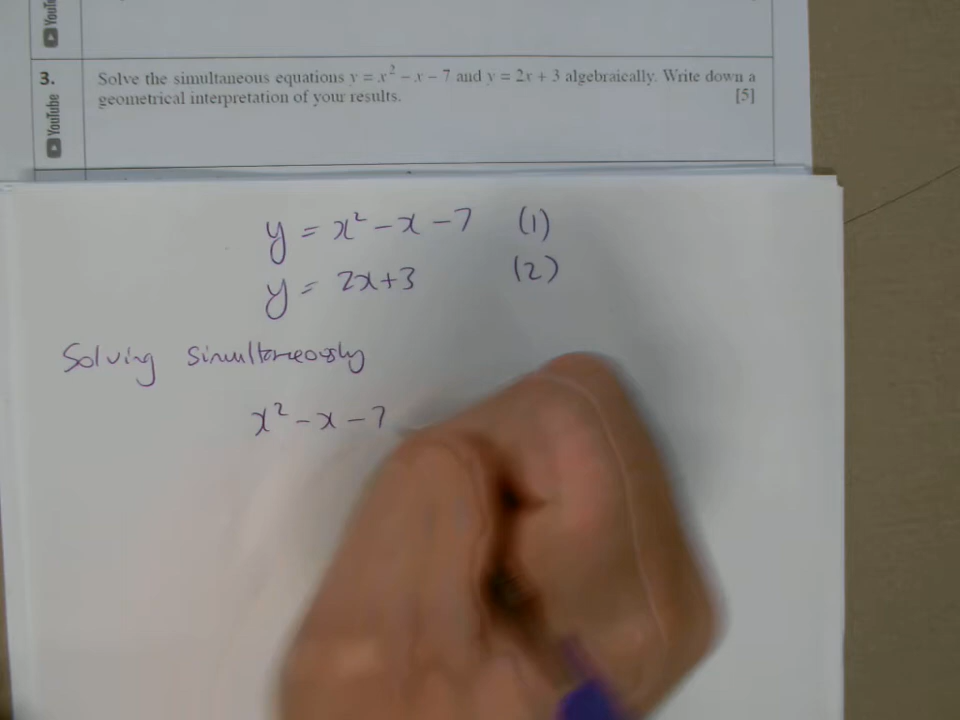 YouTu
3. Solve the simultaneous equations y = x² − x − 7 and y = 2x + 3 algebraically. Write down a
geometrical interpretation of your results. [5]
YouTube
y = x² − x − 7 (1)
y = 2x + 3 (2)
Solving simultaneously
x² − x − 7